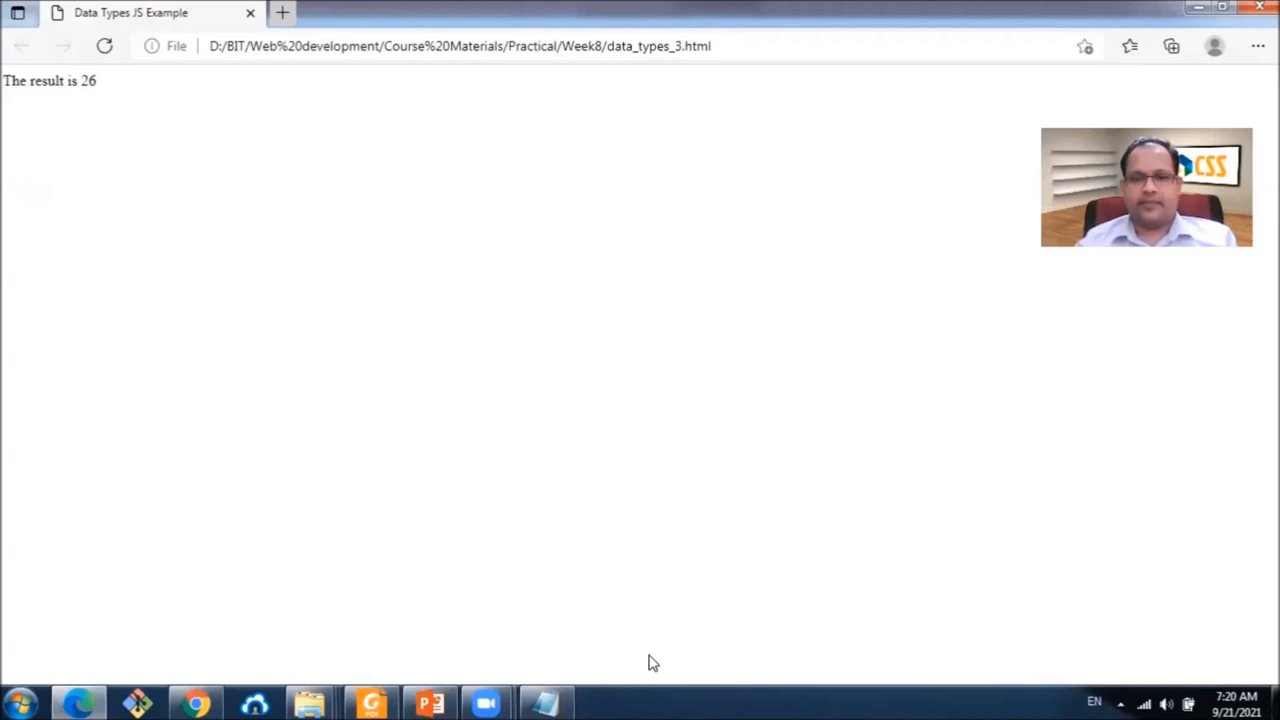 Data Types JS Example
File
D:/BIT/Web%20development/Course%20Materials/Practical/Week8/data_types_3.html
The result is 26
CSS
EN
7:20 AM
9/21/2021